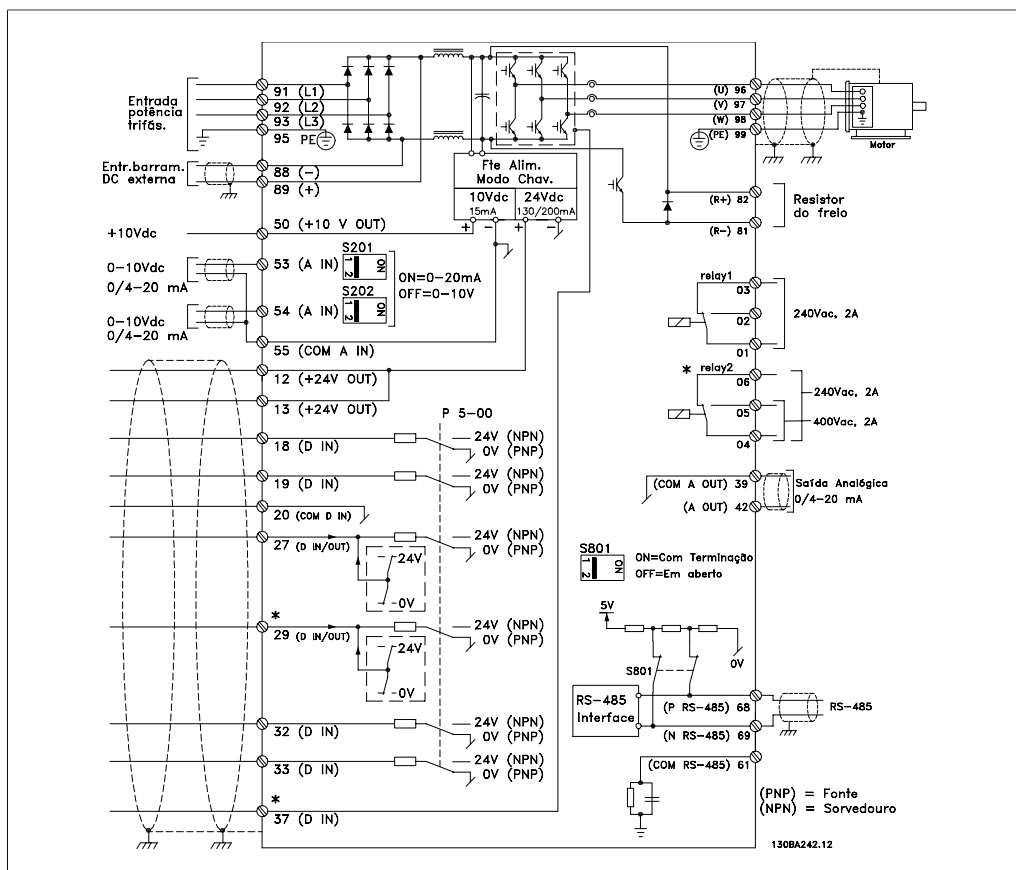 Entrada
potência
trifás.
91 (L1)
92 (L2)
93 (L3)
95 PE
Entr.barram.
DC externa
88 (-)
89 (+)
+10Vdc
50 (+10 V OUT)
0-10Vdc
0/4-20 mA
53 (A IN)
S201
1 2
ON
ON=0-20mA
OFF=0-10V
S202
1 2
ON
0-10Vdc
0/4-20 mA
54 (A IN)
55 (COM A IN)
12 (+24V OUT)
13 (+24V OUT)
P 5-00
18 (D IN)
24V (NPN)
0V (PNP)
19 (D IN)
24V (NPN)
0V (PNP)
20 (COM D IN)
27 (D IN/OUT)
24V (NPN)
0V (PNP)
24V
0V
*
29 (D IN/OUT)
24V (NPN)
0V (PNP)
24V
0V
32 (D IN)
24V (NPN)
0V (PNP)
33 (D IN)
24V (NPN)
0V (PNP)
*
37 (D IN)
Fte Alim.
Modo Chav.
10Vdc
15mA
24Vdc
130/200mA
+ - + -
(U) 96
(V) 97
(W) 98
(PE) 99
Motor
(R+) 82
(R-) 81
Resistor
do freio
relay1
03
02
01
240Vac, 2A
* relay2
06
05
04
240Vac, 2A
400Vac, 2A
(COM A OUT) 39
(A OUT) 42
Saída Analógica
0/4-20 mA
S801
1 2
ON
ON=Com Terminação
OFF=Em aberto
5V
0V
S801
RS-485
Interface
(P RS-485) 68
(N RS-485) 69
RS-485
(COM RS-485) 61
(PNP) = Fonte
(NPN) = Sorvedouro
130BA242.12